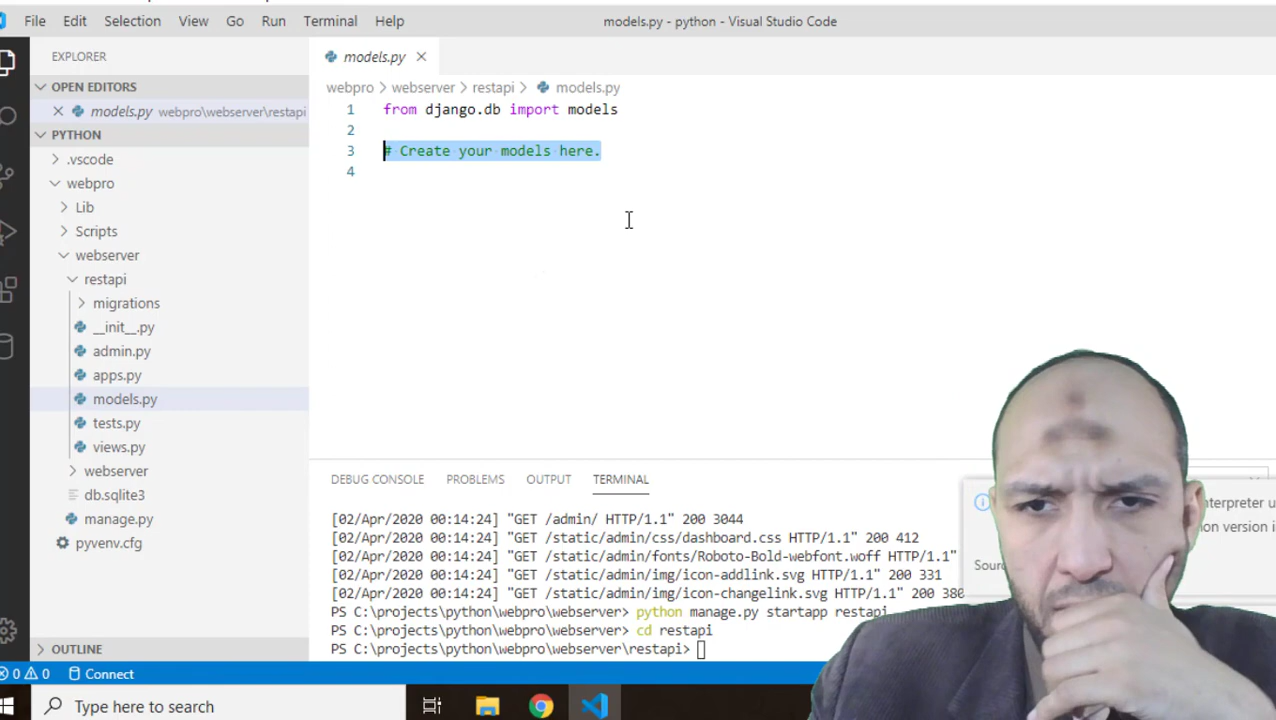 File Edit Selection View Go Run Terminal Help models.py - python - Visual Studio Code
EXPLORER
OPEN EDITORS
models.py webpro\webserver\restapi
PYTHON
.vscode
webpro
Lib
Scripts
webserver
restapi
migrations
__init__.py
admin.py
apps.py
models.py
tests.py
views.py
webserver
db.sqlite3
manage.py
pyvenv.cfg
OUTLINE
models.py
webpro > webserver > restapi > models.py
1 from django.db import models
2
3 # Create your models here.
4
DEBUG CONSOLE PROBLEMS OUTPUT TERMINAL
[02/Apr/2020 00:14:24] "GET /admin/ HTTP/1.1" 200 3044
[02/Apr/2020 00:14:24] "GET /static/admin/css/dashboard.css HTTP/1.1" 200 412
[02/Apr/2020 00:14:24] "GET /static/admin/fonts/Roboto-Bold-webfont.woff HTTP/1.1"
[02/Apr/2020 00:14:24] "GET /static/admin/img/icon-addlink.svg HTTP/1.1" 200 331
[02/Apr/2020 00:14:24] "GET /static/admin/img/icon-changelink.svg HTTP/1.1" 200 380
PS C:\projects\python\webpro\webserver> python manage.py startapp restapi
PS C:\projects\python\webpro\webserver> cd restapi
PS C:\projects\python\webpro\webserver\restapi>
version i
0 0 Connect
Type here to search